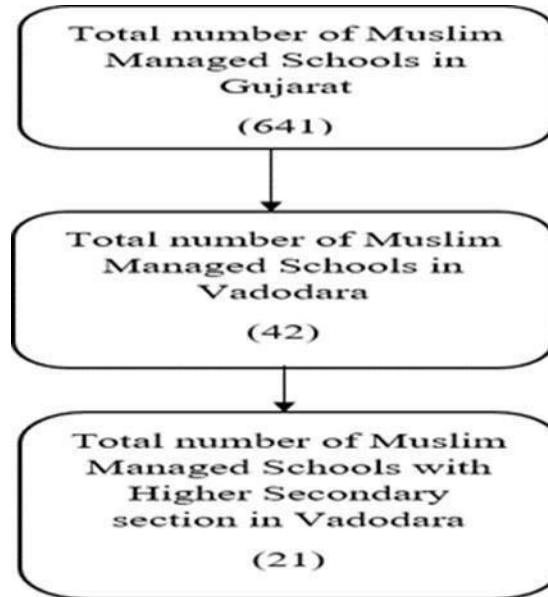 Total number of Muslim
Managed Schools in
Gujarat
(641)
Total number of Muslim
Managed Schools in
Vadodara
(42)
Total number of Muslim
Managed Schools with
Higher Secondary
section in Vadodara
(21)